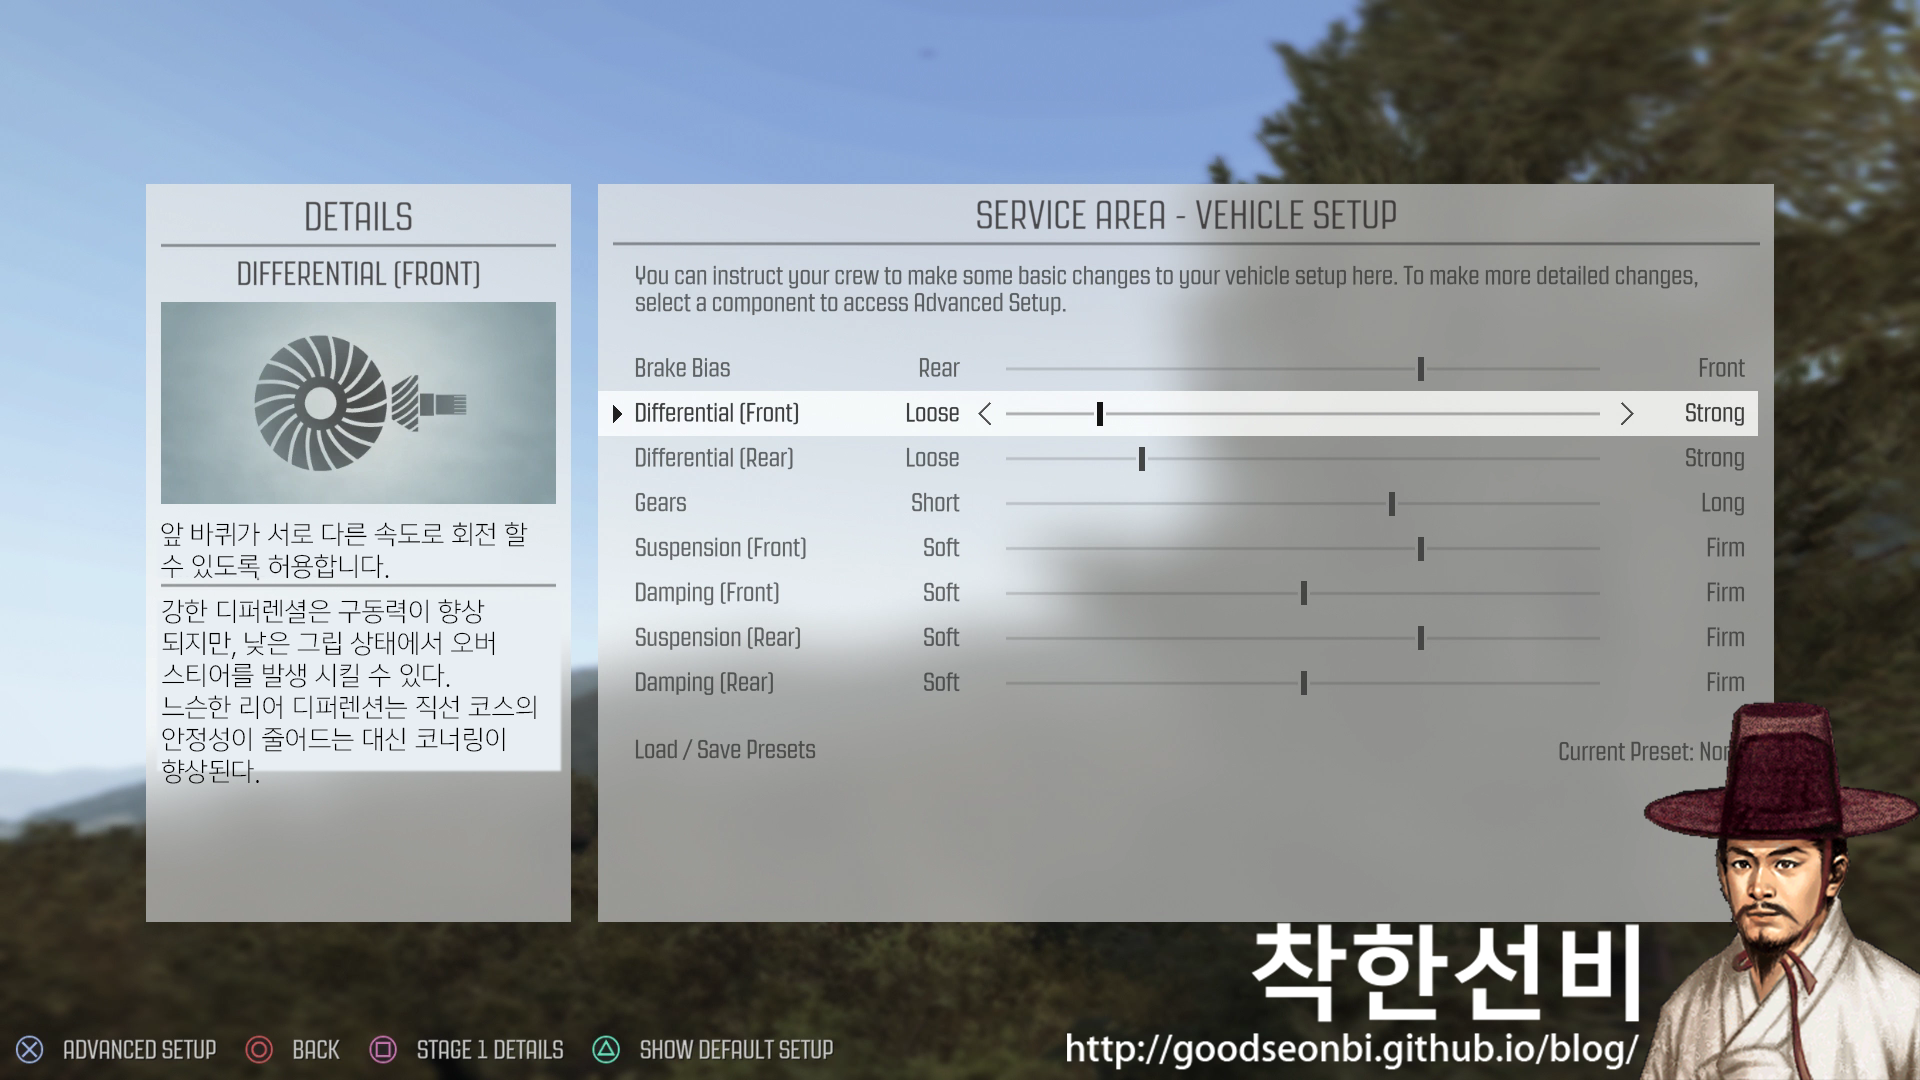 DETAILS
DIFFERENTIAL (FRONT)
앞 바퀴가 서로 다른 속도로 회전 할
수 있도록 허용합니다.
강한 디퍼렌셜은 구동력이 향상
되지만, 낮은 그립 상태에서 오버
스티어를 발생 시킬 수 있다.
느슨한 리어 디퍼렌션는 직선 코스의
안정성이 줄어드는 대신 코너링이
향상된다.
SERVICE AREA - VEHICLE SETUP
You can instruct your crew to make some basic changes to your vehicle setup here. To make more detailed changes,
select a component to access Advanced Setup.
Brake Bias Rear Front
Differential (Front) Loose Strong
Differential (Rear) Loose Strong
Gears Short Long
Suspension (Front) Soft Firm
Damping (Front) Soft Firm
Suspension (Rear) Soft Firm
Damping (Rear) Soft Firm
Load / Save Presets Current Preset:
착한선비
http://goodseonbi.github.io/blog/
ADVANCED SETUP BACK STAGE 1 DETAILS SHOW DEFAULT SETUP